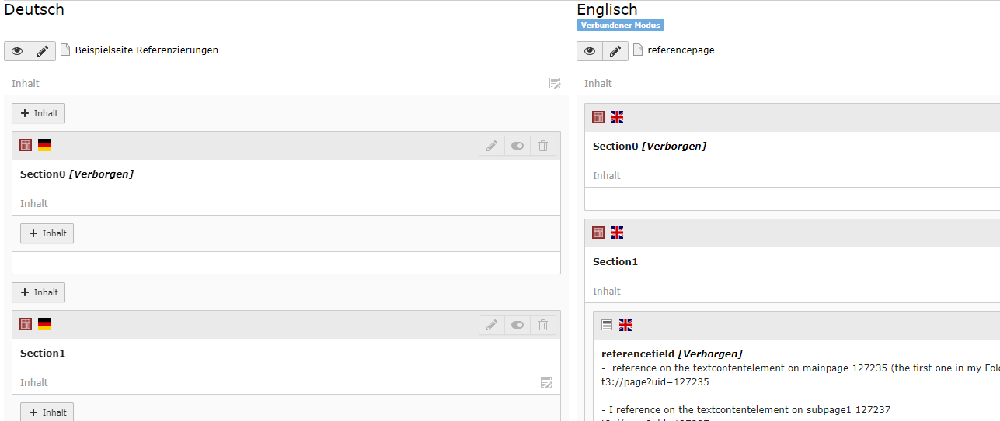 Deutsch
Beispielseite Referenzierungen
Inhalt
Inhalt
Section0 [Verborgen]
Inhalt
Inhalt
Inhalt
Section1
Inhalt
Inhalt
Englisch
Verbundener Modus
referencepage
Inhalt
Section0 [Verborgen]
Inhalt
Section1
Inhalt
referencefield [Verborgen]
- reference on the textcontentelement on mainpage 127235 (the first one in my Fol
t3://page?uid=127235
- I reference on the textcontentelement on subpage1 127237